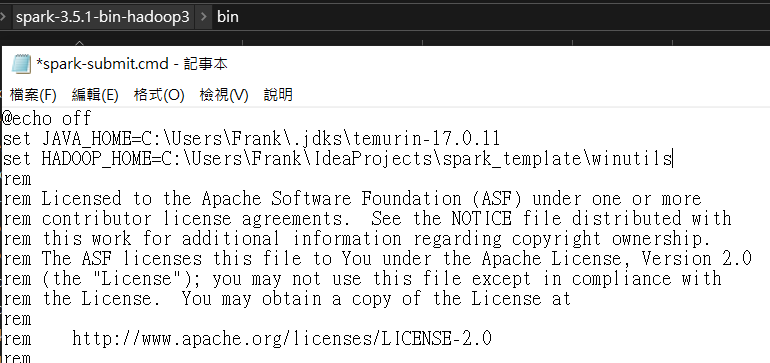 spark-3.5.1-bin-hadoop3 > bin
*spark-submit.cmd - 記事本
檔案(F) 編輯(E) 格式(O) 檢視(V) 說明
@echo off
set JAVA_HOME=C:\Users\Frank\.jdks\temurin-17.0.11
set HADOOP_HOME=C:\Users\Frank\IdeaProjects\spark_template\winutils
rem
rem Licensed to the Apache Software Foundation (ASF) under one or more
rem contributor license agreements.  See the NOTICE file distributed with
rem this work for additional information regarding copyright ownership.
rem The ASF licenses this file to You under the Apache License, Version 2.0
rem (the "License"); you may not use this file except in compliance with
rem the License.  You may obtain a copy of the License at
rem
rem    http://www.apache.org/licenses/LICENSE-2.0
rem